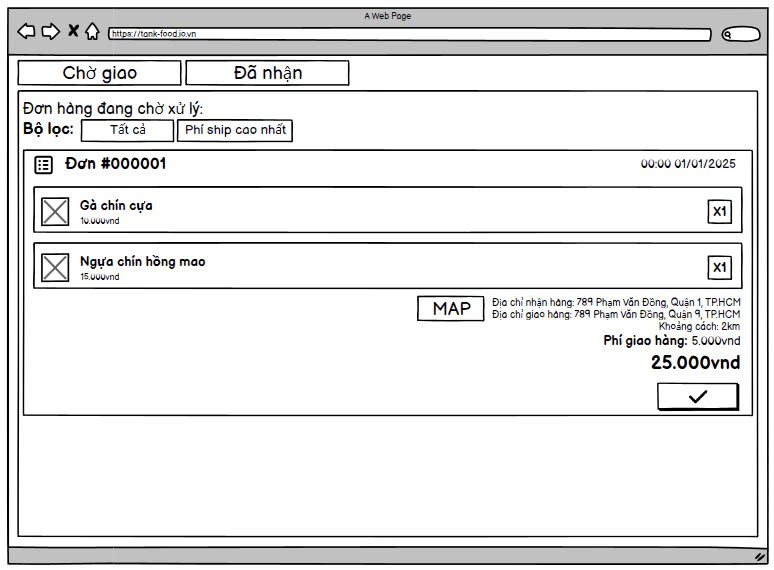 A Web Page
https://tank-food.io.vn
Chờ giao
Đã nhận
Đơn hàng đang chờ xử lý:
Bộ lọc: Tất cả Phí ship cao nhất
Đơn #000001 00:00 01/01/2025
Gà chín cựa
10.000vnd
X1
Ngựa chín hồng mao
15.000vnd
X1
MAP
Địa chỉ nhận hàng: 789 Phạm Văn Đồng, Quận 1, TP.HCM
Địa chỉ giao hàng: 789 Phạm Văn Đồng, Quận 9, TP.HCM
Khoảng cách: 2km
Phí giao hàng: 5.000vnd
25.000vnd